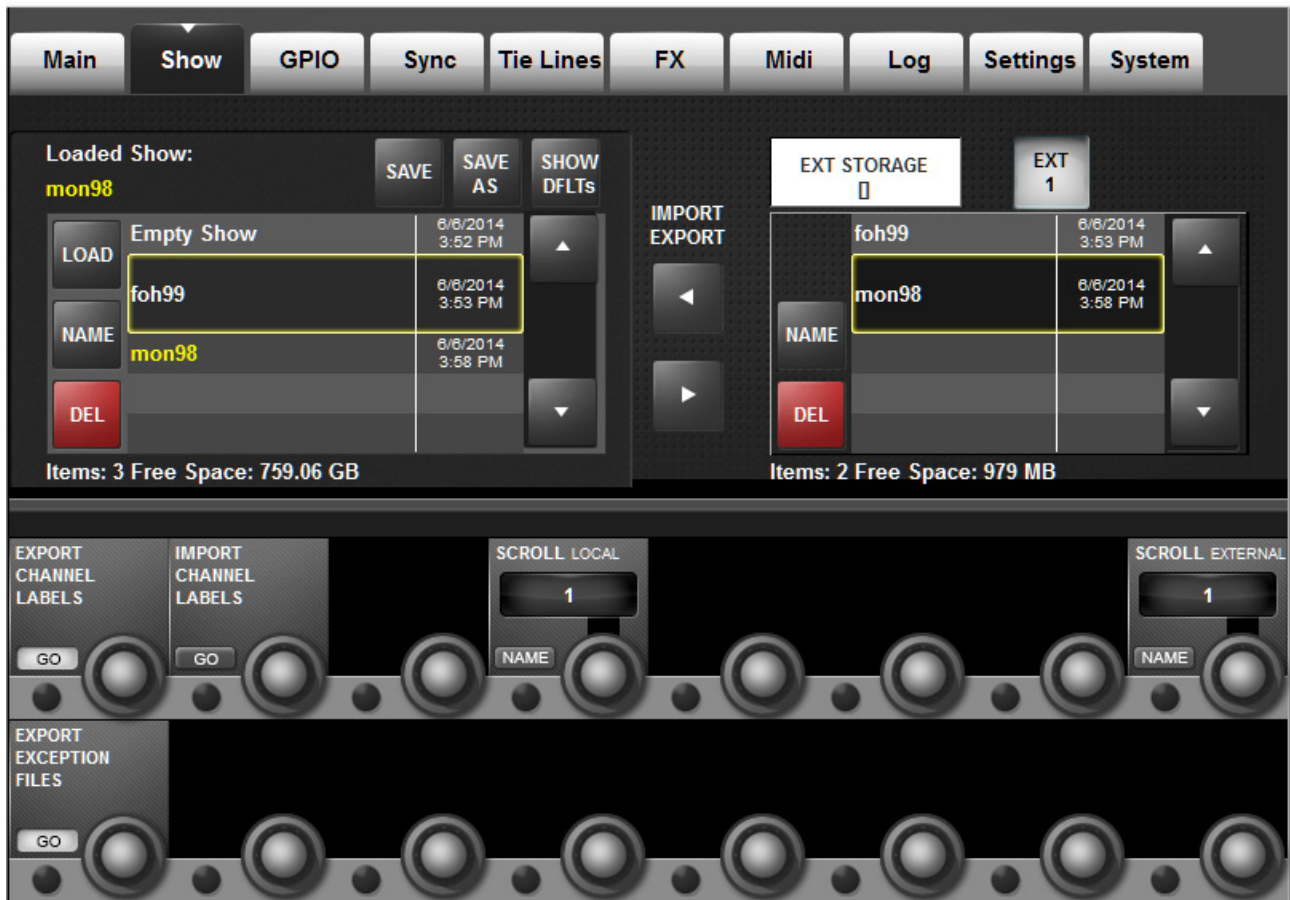 Main Show GPIO Sync Tie Lines FX Midi Log Settings System
Loaded Show:
mon98
SAVE
SAVE
AS
SHOW
DFLTs
LOAD
NAME
DEL
Empty Show 6/6/2014
3:52 PM
foh99 6/6/2014
3:53 PM
mon98 6/6/2014
3:58 PM
Items: 3 Free Space: 759.06 GB
IMPORT
EXPORT
EXT STORAGE
[]
EXT
1
NAME
DEL
foh99 6/6/2014
3:53 PM
mon98 6/6/2014
3:58 PM
Items: 2 Free Space: 979 MB
EXPORT
CHANNEL
LABELS
GO
IMPORT
CHANNEL
LABELS
GO
SCROLL LOCAL
1
NAME
SCROLL EXTERNAL
1
NAME
EXPORT
EXCEPTION
FILES
GO